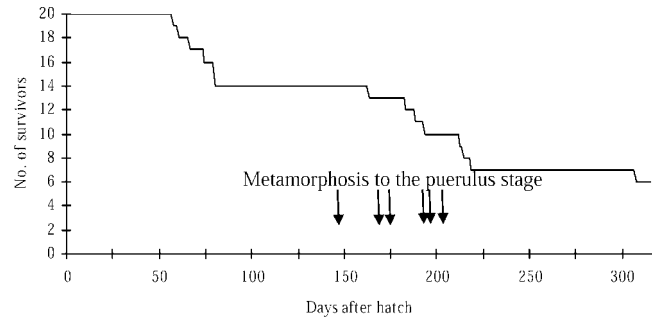 20
18
16
14
12
10
8
6
4
2
0
No. of survivors
Metamorphosis to the puerulus stage
0 50 100 150 200 250 300
Days after hatch